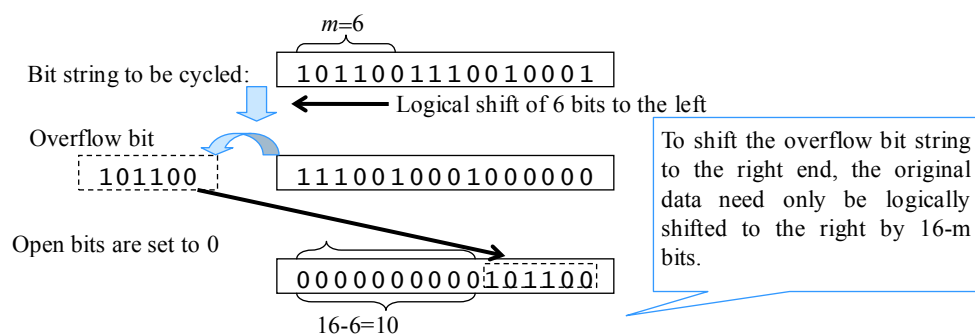 m=6
Bit string to be cycled:
1011001110010001
Logical shift of 6 bits to the left
Overflow bit
101100
1110010001000000
To shift the overflow bit string
to the right end, the original
data need only be logically
shifted to the right by 16-m
bits.
Open bits are set to 0
0000000000101100
16-6=10